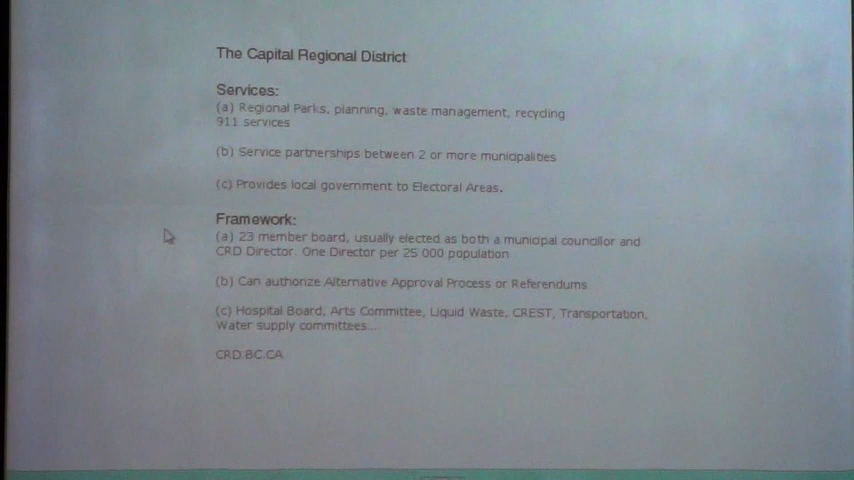 The Capital Regional District
Services:
(a) Regional Parks, planning, waste management, recycling
911 services
(b) Service partnerships between 2 or more municipalities
(c) Provides local government to Electoral Areas.
Framework:
(a) 23 member board, usually elected as both a municipal councillor and
CRD Director. One Director per 25 000 population
(b) Can authorize Alternative Approval Process or Referendums
(c) Hospital Board, Arts Committee, Liquid Waste, CREST, Transportation,
Water supply committees...
CRD.BC.CA